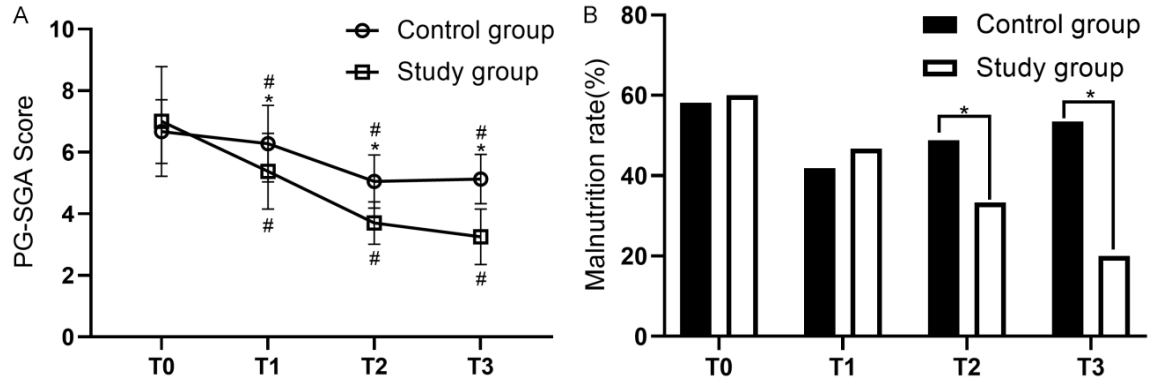 A
PG-SGA Score
10
8
6
4
2
0
Control group
Study group
#
*
#
*
#
*
#
#
#
T0 T1 T2 T3
B
Malnutrition rate(%)
80
60
40
20
0
Control group
Study group
*
*
T0 T1 T2 T3